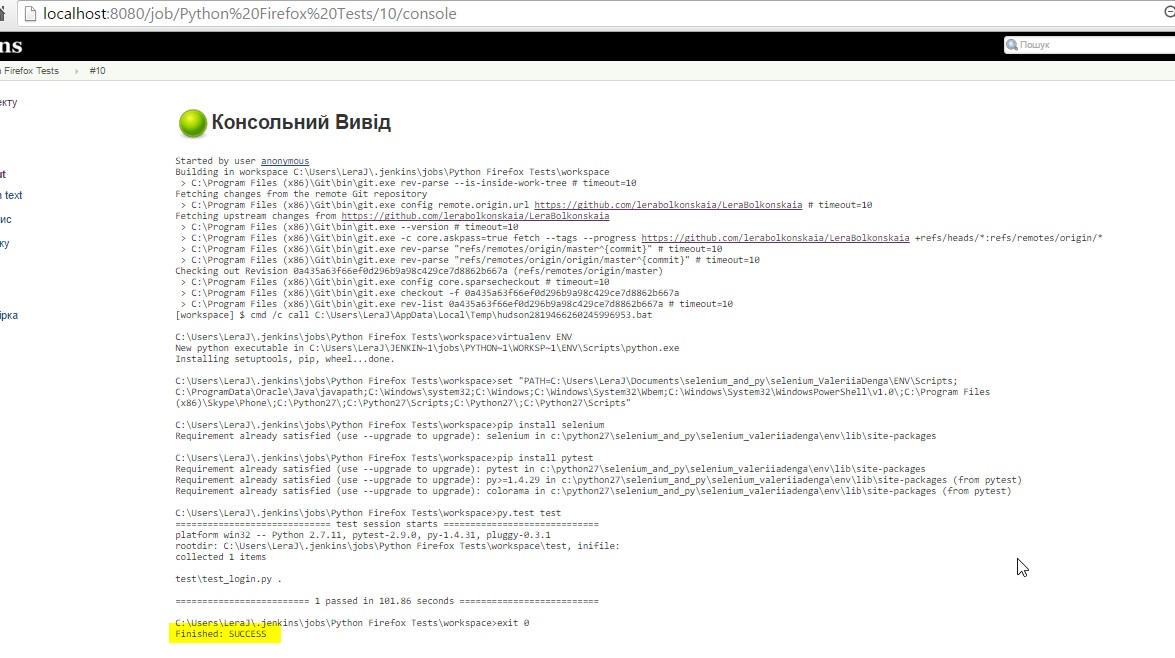 localhost:8080/job/Python%20Firefox%20Tests/10/console
ns
Пошук
Firefox Tests
#10
Консольний Вивід
екту
text
ис
ку
ірка
Started by user anonymous
Building in workspace C:\Users\LeraJ\.jenkins\jobs\Python Firefox Tests\workspace
> C:\Program Files (x86)\Git\bin\git.exe rev-parse --is-inside-work-tree # timeout=10
Fetching changes from the remote Git repository
> C:\Program Files (x86)\Git\bin\git.exe config remote.origin.url https://github.com/lerabolkonskaia/LeraBolkonskaia # timeout=10
Fetching upstream changes from https://github.com/lerabolkonskaia/LeraBolkonskaia
> C:\Program Files (x86)\Git\bin\git.exe --version # timeout=10
> C:\Program Files (x86)\Git\bin\git.exe -c core.askpass=true fetch --tags --progress https://github.com/lerabolkonskaia/LeraBolkonskaia +refs/heads/*:refs/remotes/origin/*
> C:\Program Files (x86)\Git\bin\git.exe rev-parse "refs/remotes/origin/master^{commit}" # timeout=10
> C:\Program Files (x86)\Git\bin\git.exe rev-parse "refs/remotes/origin/origin/master^{commit}" # timeout=10
Checking out Revision 0a435a63f66ef0d296b9a98c429ce7d8862b667a (refs/remotes/origin/master)
> C:\Program Files (x86)\Git\bin\git.exe config core.sparsecheckout # timeout=10
> C:\Program Files (x86)\Git\bin\git.exe checkout -f 0a435a63f66ef0d296b9a98c429ce7d8862b667a
> C:\Program Files (x86)\Git\bin\git.exe rev-list 0a435a63f66ef0d296b9a98c429ce7d8862b667a # timeout=10
[workspace] $ cmd /c call C:\Users\LeraJ\AppData\Local\Temp\hudson2819466260245996953.bat
C:\Users\LeraJ\.jenkins\jobs\Python Firefox Tests\workspace>virtualenv ENV
New python executable in C:\Users\LeraJ\JENKIN~1\jobs\PYTHON~1\WORKSP~1\ENV\Scripts\python.exe
Installing setuptools, pip, wheel...done.
C:\Users\LeraJ\.jenkins\jobs\Python Firefox Tests\workspace>set "PATH=C:\Users\LeraJ\Documents\selenium_and_py\selenium_ValeriiaDenga\ENV\Scripts;
C:\ProgramData\Oracle\Java\javapath;C:\Windows\system32;C:\Windows;C:\Windows\System32\Wbem;C:\Windows\System32\WindowsPowerShell\v1.0\;C:\Program Files
(x86)\Skype\Phone\;C:\Python27\;C:\Python27\Scripts;C:\Python27\;C:\Python27\Scripts"
C:\Users\LeraJ\.jenkins\jobs\Python Firefox Tests\workspace>pip install selenium
Requirement already satisfied (use --upgrade to upgrade): selenium in c:\python27\selenium_and_py\selenium_valeriiadenga\env\lib\site-packages
C:\Users\LeraJ\.jenkins\jobs\Python Firefox Tests\workspace>pip install pytest
Requirement already satisfied (use --upgrade to upgrade): pytest in c:\python27\selenium_and_py\selenium_valeriiadenga\env\lib\site-packages
Requirement already satisfied (use --upgrade to upgrade): py>=1.4.29 in c:\python27\selenium_and_py\selenium_valeriiadenga\env\lib\site-packages (from pytest)
Requirement already satisfied (use --upgrade to upgrade): colorama in c:\python27\selenium_and_py\selenium_valeriiadenga\env\lib\site-packages (from pytest)
C:\Users\LeraJ\.jenkins\jobs\Python Firefox Tests\workspace>py.test test
============================= test session starts =============================
platform win32 -- Python 2.7.11, pytest-2.9.0, py-1.4.31, pluggy-0.3.1
rootdir: C:\Users\LeraJ\.jenkins\jobs\Python Firefox Tests\workspace\test, inifile:
collected 1 items
test\test_login.py .
========================= 1 passed in 101.86 seconds ==========================
C:\Users\LeraJ\.jenkins\jobs\Python Firefox Tests\workspace>exit 0
Finished: SUCCESS